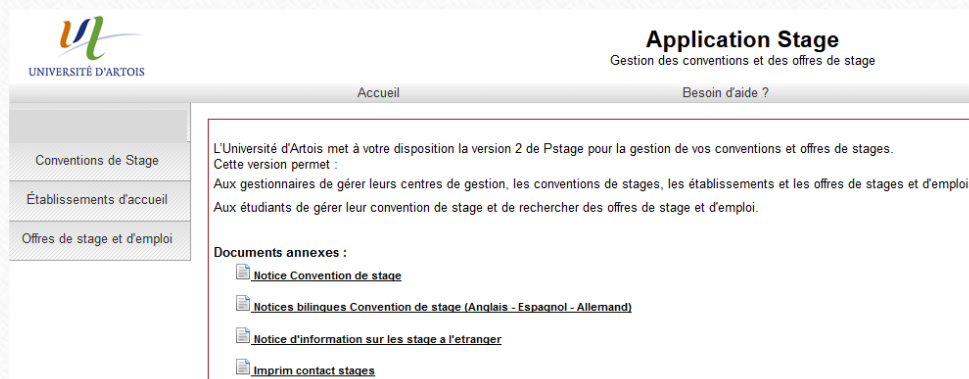 UNIVERSITÉ D'ARTOIS
Application Stage
Gestion des conventions et des offres de stage
Accueil
Besoin d'aide ?
Conventions de Stage
Établissements d'accueil
Offres de stage et d'emploi
L'Université d'Artois met à votre disposition la version 2 de Pstage pour la gestion de vos conventions et offres de stages.
Cette version permet :
Aux gestionnaires de gérer leurs centres de gestion, les conventions de stages, les établissements et les offres de stages et d'emploi
Aux étudiants de gérer leur convention de stage et de rechercher des offres de stage et d'emploi.
Documents annexes :
Notice Convention de stage
Notices bilingues Convention de stage (Anglais - Espagnol - Allemand)
Notice d'information sur les stage a l'etranger
Imprim contact stages